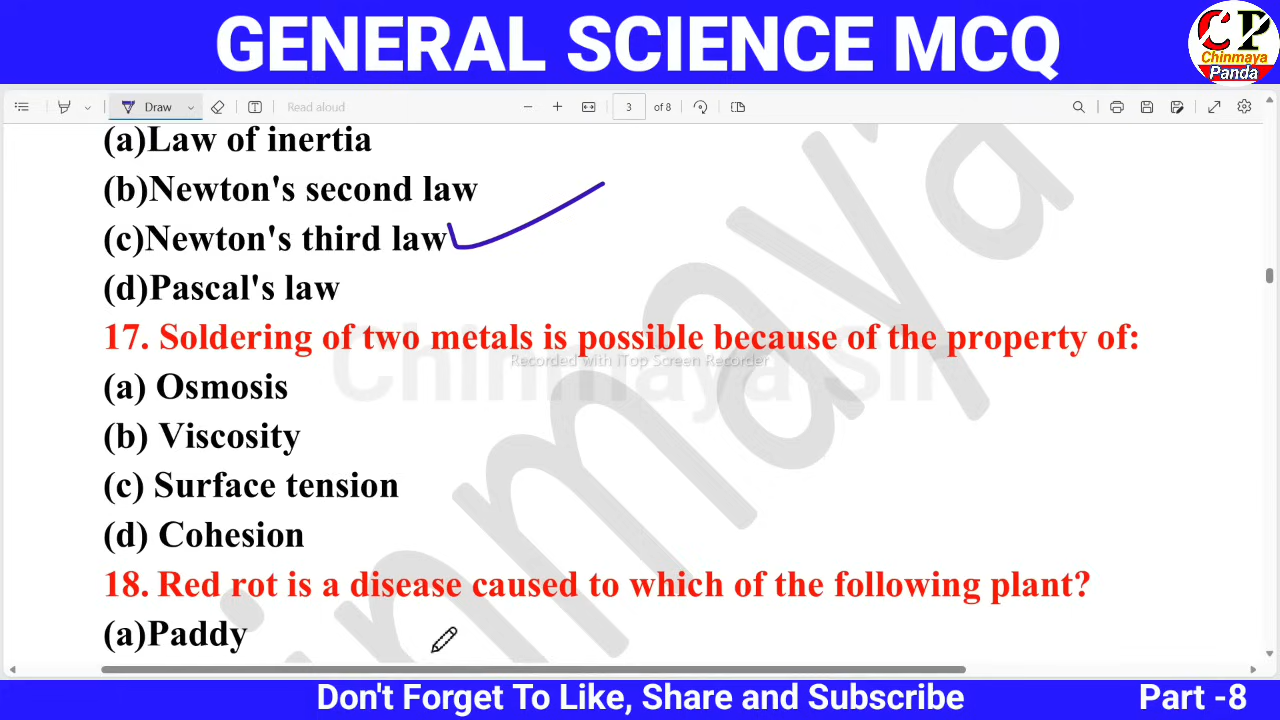 GENERAL SCIENCE MCQ
CP
Chinmaya
Panda
Draw
Read aloud
3 of 8
(a)Law of inertia
(b)Newton's second law
(c)Newton's third law
(d)Pascal's law
17. Soldering of two metals is possible because of the property of:
Recorded with iTop Screen Recorder
Chinmaya Sir
(a) Osmosis
(b) Viscosity
(c) Surface tension
(d) Cohesion
18. Red rot is a disease caused to which of the following plant?
(a)Paddy
Don't Forget To Like, Share and Subscribe
Part -8